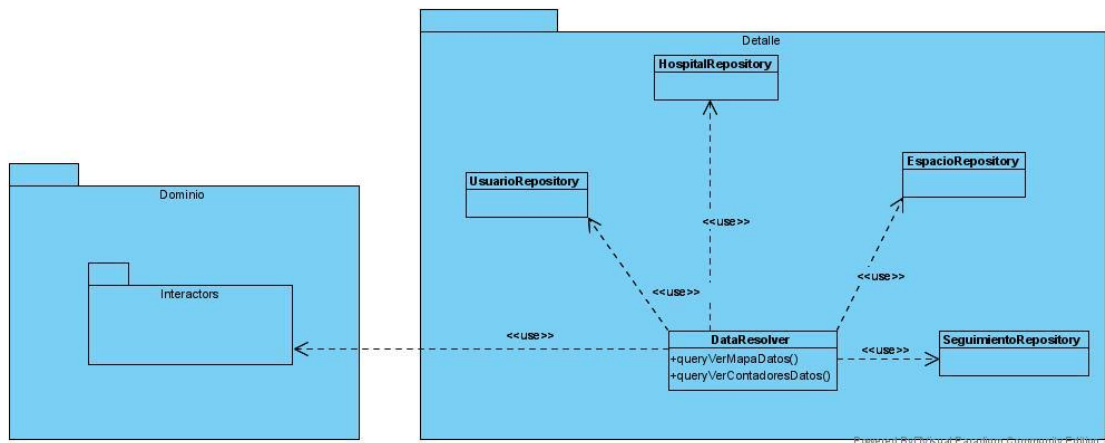 Detalle
HospitalRepository
EspacioRepository
UsuarioRepository
Dominio
<<use>>
<<use>>
Interactors
<<use>>
<<use>>
DataResolver
+queryVerMapaDatos()
+queryVerContadoresDatos()
<<use>>
SeguimientoRepository